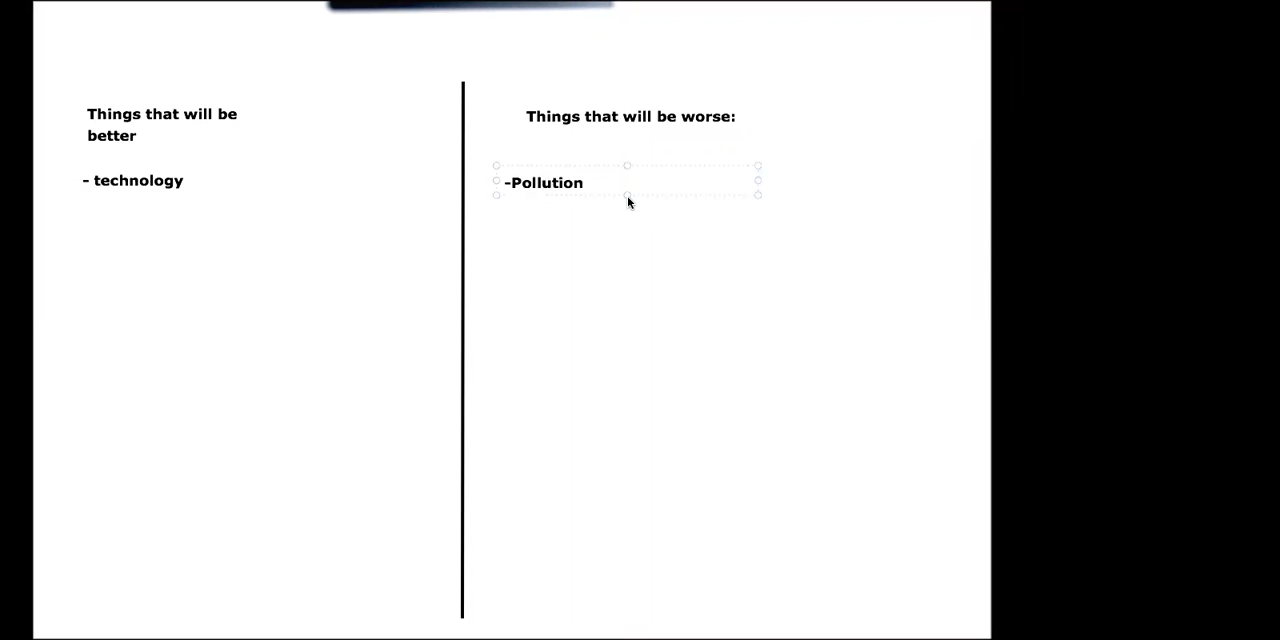 Things that will be
better
- technology
Things that will be worse:
-Pollution